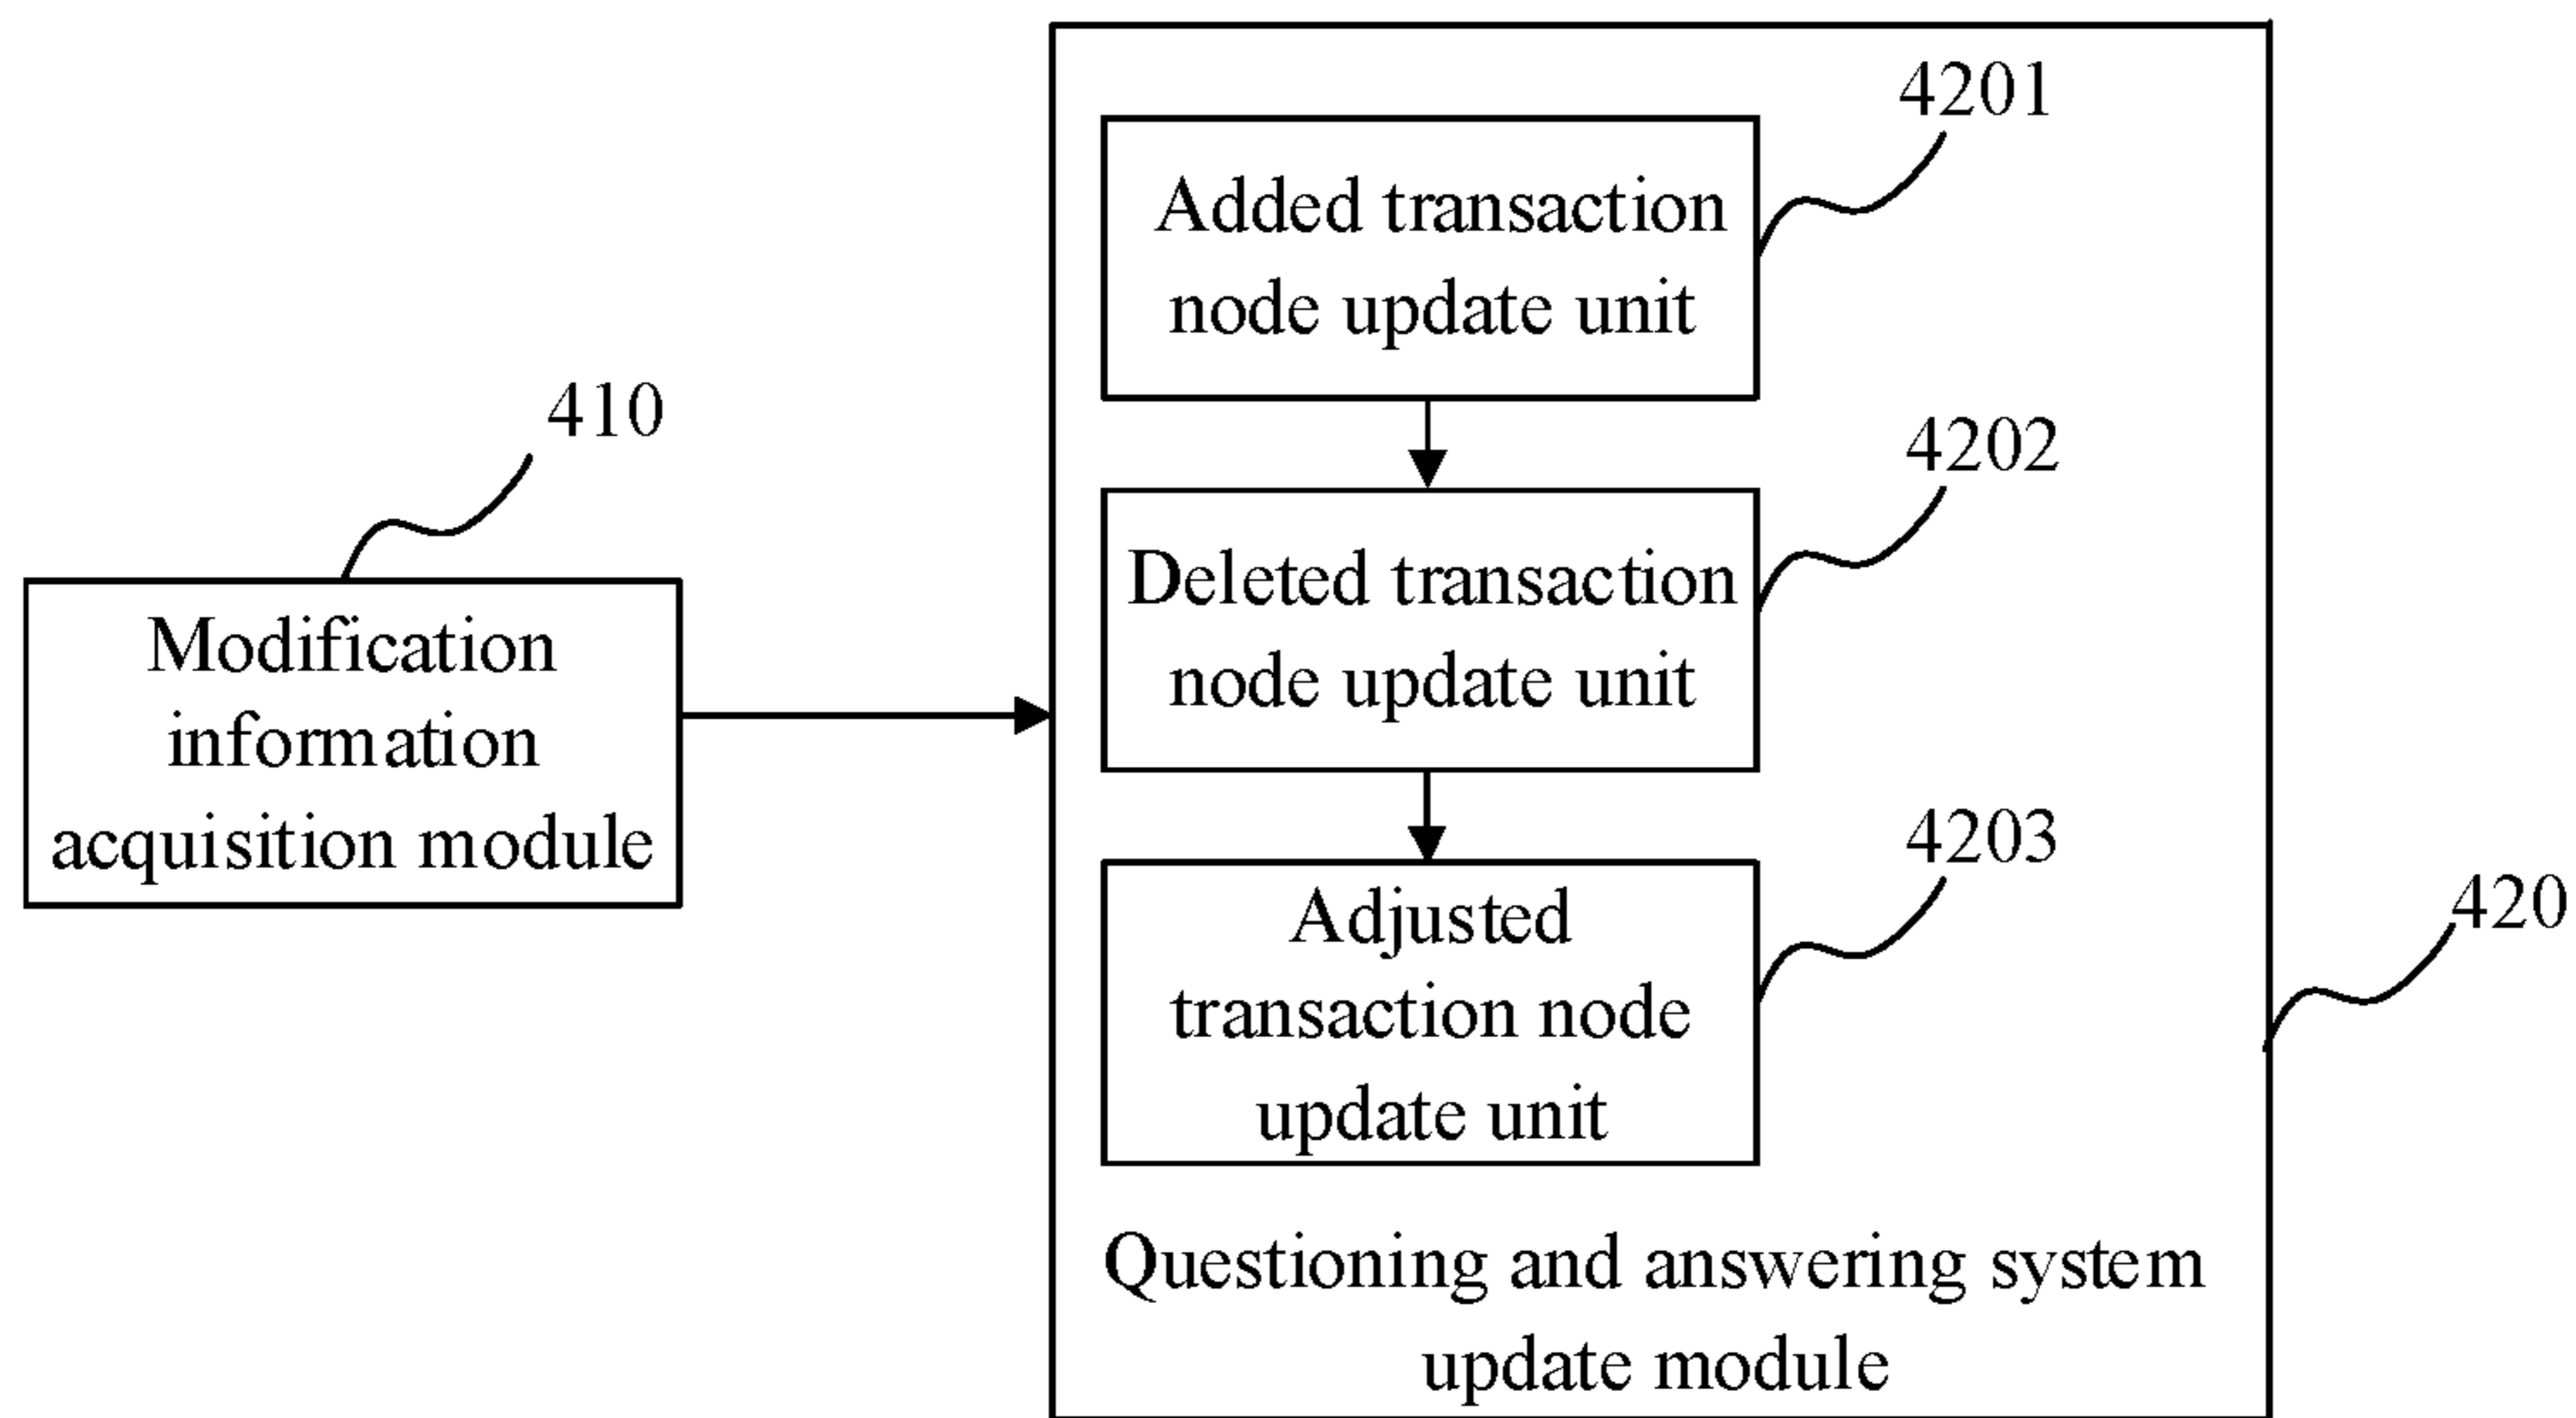 4201
Added transaction
node update unit
410
4202
Deleted transaction
node update unit
Modification
information
acquisition module
4203
Adjusted
transaction node
update unit
420
Questioning and answering system
update module